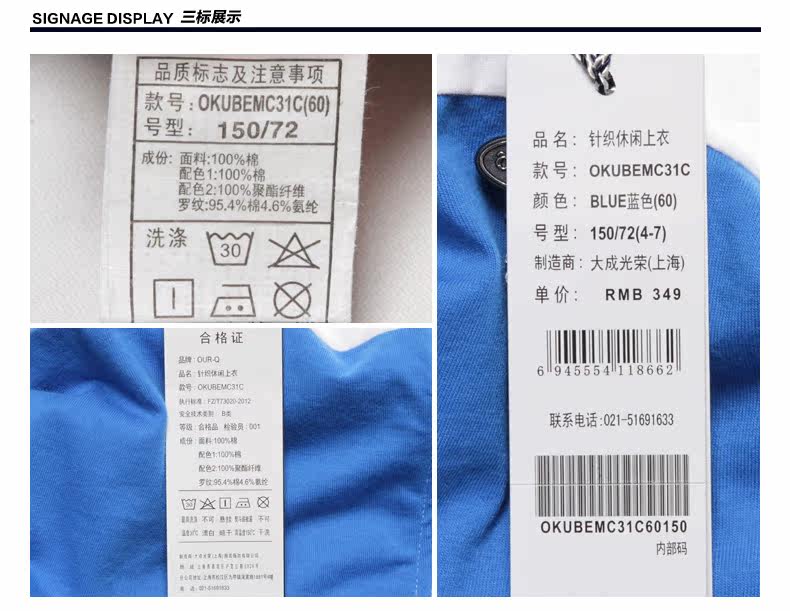 SIGNAGE DISPLAY 三标展示
品质标志及注意事项
款号: OKUBEMC31C(60)
号型: 150/72
成份: 面料:100%棉
配色1:100%棉
配色2:100%聚酯纤维
罗纹:95.4%棉4.6%氨纶
洗涤
30
合格证
品牌: OUR-Q
品名: 针织休闲上衣
款号: OKUBEMC31C
执行标准: FZ/T73020-2012
安全技术类别 B类
等级: 合格品 检验员: 001
成份: 面料:100%棉
配色1:100%棉
配色2:100%聚酯纤维
罗纹:95.4%棉4.6%氨纶
品名: 针织休闲上衣
款号: OKUBEMC31C
颜色: BLUE蓝色(60)
号型: 150/72(4-7)
制造商: 大成光荣(上海)
单价: RMB 349
6 945554 118662
联系电话:021-51691633
OKUBEMC31C60150
内部码